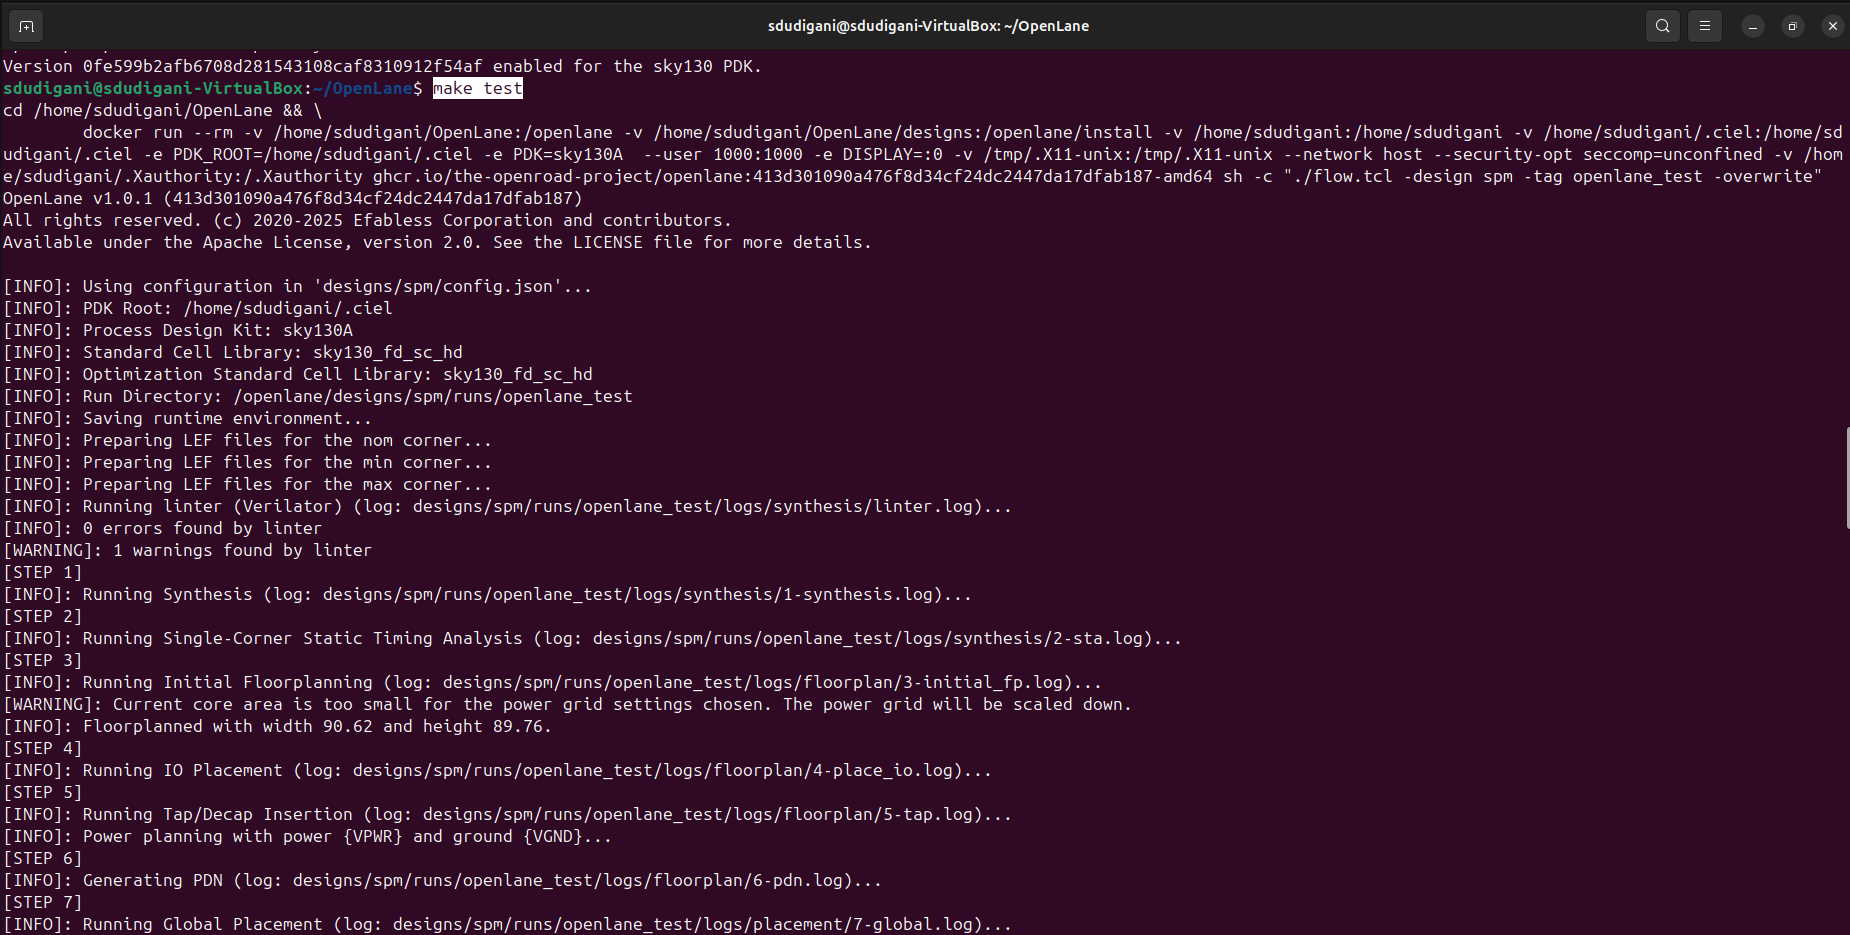 sdudigani@sdudigani-VirtualBox: ~/OpenLane
Version 0fe599b2afb6708d281543108caf8310912f54af enabled for the sky130 PDK.
sdudigani@sdudigani-VirtualBox:~/OpenLane$ make test
cd /home/sdudigani/OpenLane && \
        docker run --rm -v /home/sdudigani/OpenLane:/openlane -v /home/sdudigani/OpenLane/designs:/openlane/install -v /home/sdudigani:/home/sdudigani -v /home/sdudigani/.ciel:/home/sd
udigani/.ciel -e PDK_ROOT=/home/sdudigani/.ciel -e PDK=sky130A  --user 1000:1000 -e DISPLAY=:0 -v /tmp/.X11-unix:/tmp/.X11-unix --network host --security-opt seccomp=unconfined -v /hom
e/sdudigani/.Xauthority:/.Xauthority ghcr.io/the-openroad-project/openlane:413d301090a476f8d34cf24dc2447da17dfab187-amd64 sh -c "./flow.tcl -design spm -tag openlane_test -overwrite"
OpenLane v1.0.1 (413d301090a476f8d34cf24dc2447da17dfab187)
All rights reserved. (c) 2020-2025 Efabless Corporation and contributors.
Available under the Apache License, version 2.0. See the LICENSE file for more details.
[INFO]: Using configuration in 'designs/spm/config.json'...
[INFO]: PDK Root: /home/sdudigani/.ciel
[INFO]: Process Design Kit: sky130A
[INFO]: Standard Cell Library: sky130_fd_sc_hd
[INFO]: Optimization Standard Cell Library: sky130_fd_sc_hd
[INFO]: Run Directory: /openlane/designs/spm/runs/openlane_test
[INFO]: Saving runtime environment...
[INFO]: Preparing LEF files for the nom corner...
[INFO]: Preparing LEF files for the min corner...
[INFO]: Preparing LEF files for the max corner...
[INFO]: Running linter (Verilator) (log: designs/spm/runs/openlane_test/logs/synthesis/linter.log)...
[INFO]: 0 errors found by linter
[WARNING]: 1 warnings found by linter
[STEP 1]
[INFO]: Running Synthesis (log: designs/spm/runs/openlane_test/logs/synthesis/1-synthesis.log)...
[STEP 2]
[INFO]: Running Single-Corner Static Timing Analysis (log: designs/spm/runs/openlane_test/logs/synthesis/2-sta.log)...
[STEP 3]
[INFO]: Running Initial Floorplanning (log: designs/spm/runs/openlane_test/logs/floorplan/3-initial_fp.log)...
[WARNING]: Current core area is too small for the power grid settings chosen. The power grid will be scaled down.
[INFO]: Floorplanned with width 90.62 and height 89.76.
[STEP 4]
[INFO]: Running IO Placement (log: designs/spm/runs/openlane_test/logs/floorplan/4-place_io.log)...
[STEP 5]
[INFO]: Running Tap/Decap Insertion (log: designs/spm/runs/openlane_test/logs/floorplan/5-tap.log)...
[INFO]: Power planning with power {VPWR} and ground {VGND}...
[STEP 6]
[INFO]: Generating PDN (log: designs/spm/runs/openlane_test/logs/floorplan/6-pdn.log)...
[STEP 7]
[INFO]: Running Global Placement (log: designs/spm/runs/openlane_test/logs/placement/7-global.log)...